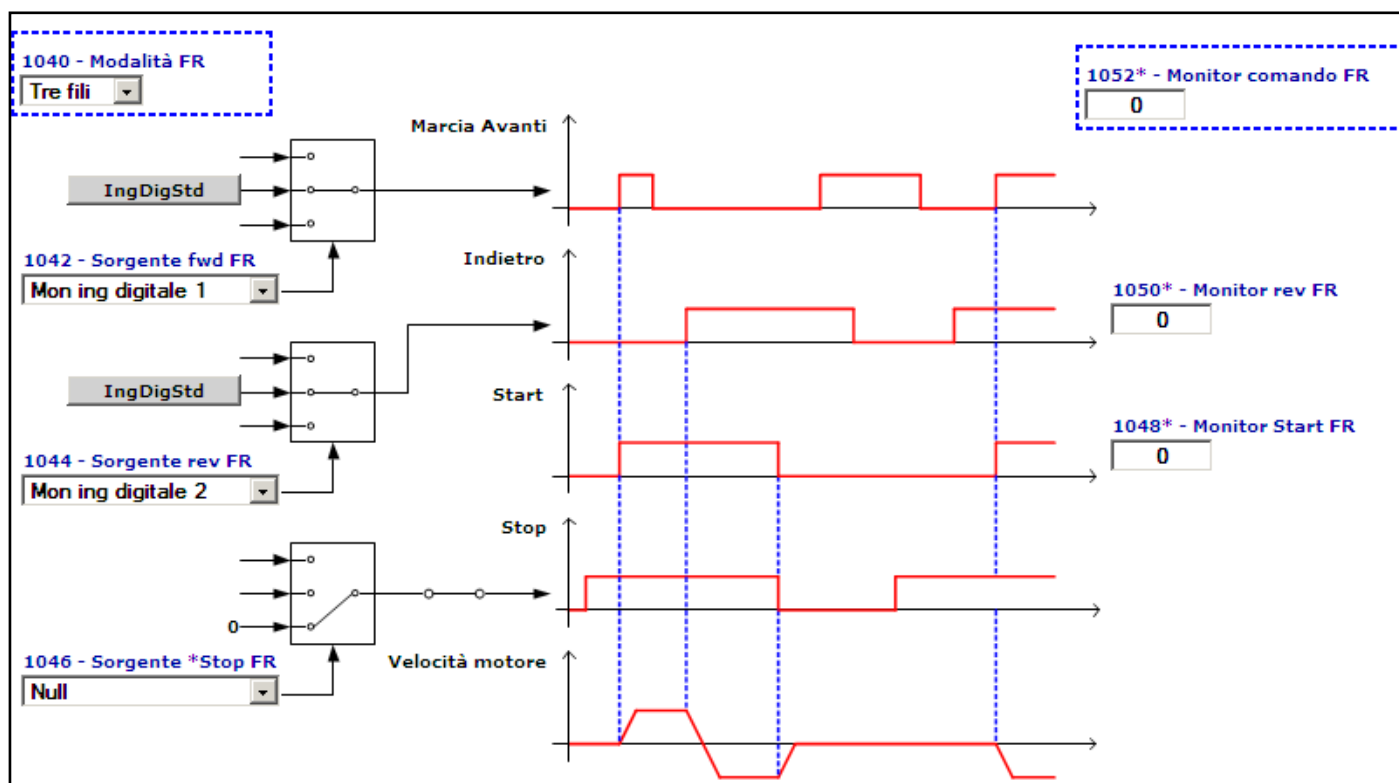 1040 - Modalità FR
Tre fili
1052* - Monitor comando FR
0
Marcia Avanti
IngDigStd
1042 - Sorgente fwd FR
Mon ing digitale 1
Indietro
1050* - Monitor rev FR
0
IngDigStd
Start
1048* - Monitor Start FR
0
1044 - Sorgente rev FR
Mon ing digitale 2
Stop
0
1046 - Sorgente *Stop FR
Null
Velocità motore